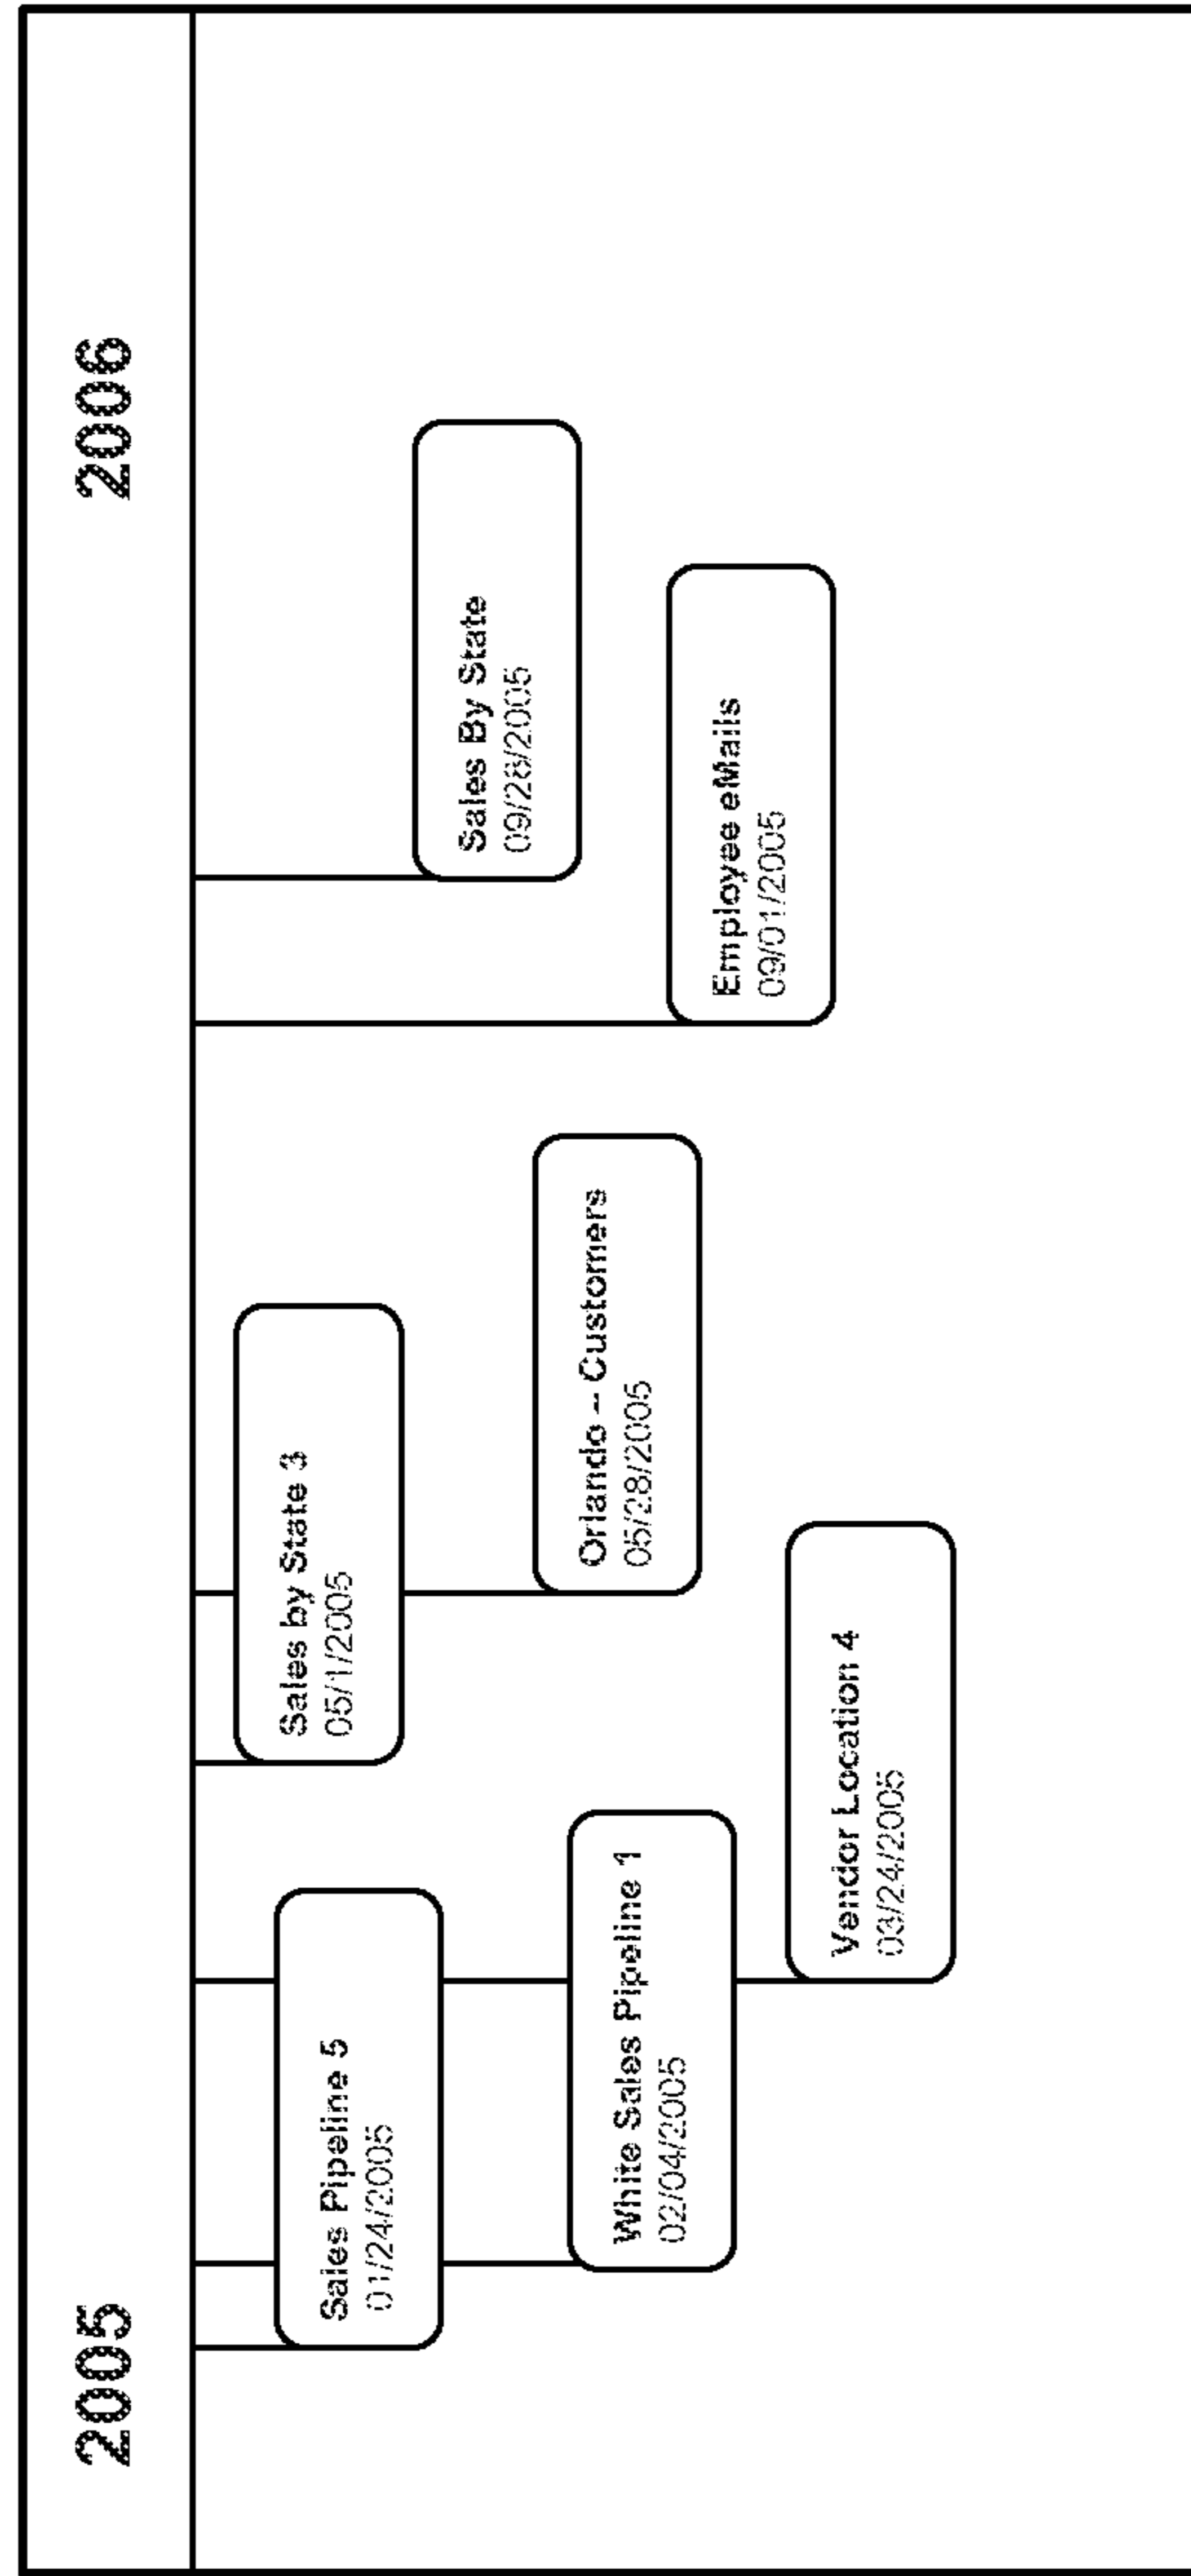 2005
2006
Sales Pipeline 5
01/24/2005
White Sales Pipeline 1
02/04/2005
Vendor Location 4
03/24/2005
Sales by State 3
05/1/2005
Orlando – Customers
05/28/2005
Employee eMails
09/01/2005
Sales By State
09/28/2005